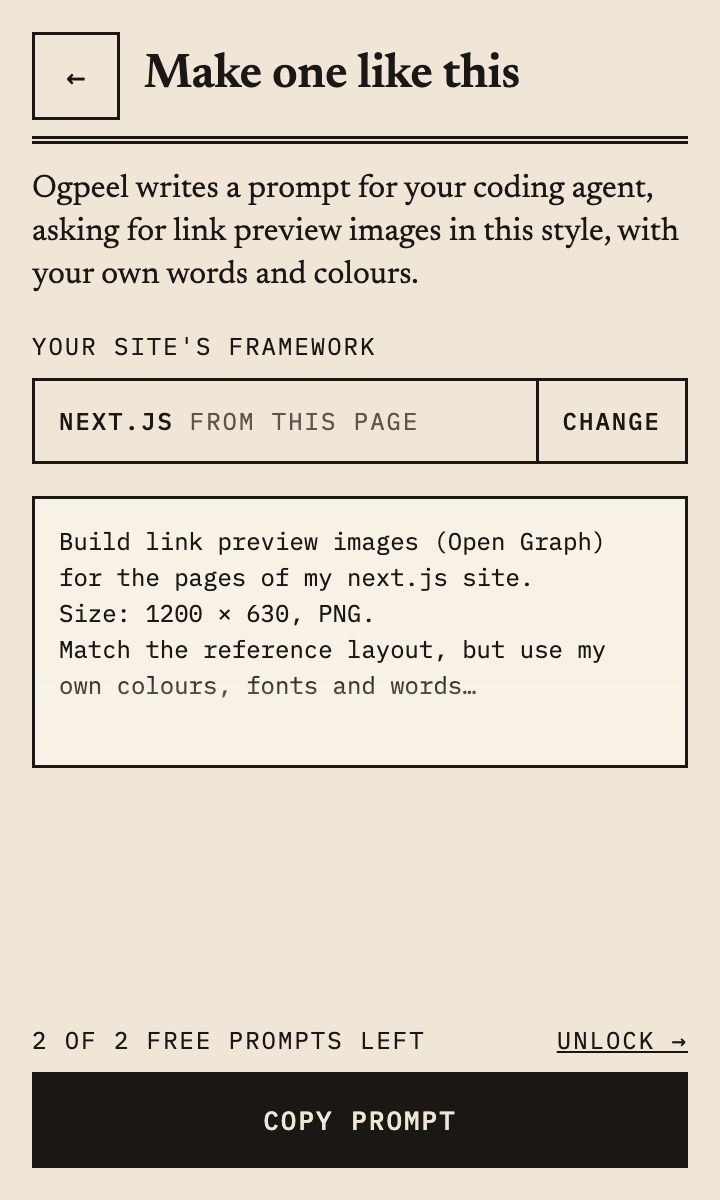 ←
Make one like this
Ogpeel writes a prompt for your coding agent,
asking for link preview images in this style, with
your own words and colours.
YOUR SITE'S FRAMEWORK
NEXT.JS FROM THIS PAGE
CHANGE
Build link preview images (Open Graph)
for the pages of my next.js site.
Size: 1200 × 630, PNG.
Match the reference layout, but use my
own colours, fonts and words…
2 OF 2 FREE PROMPTS LEFT
UNLOCK →
COPY PROMPT